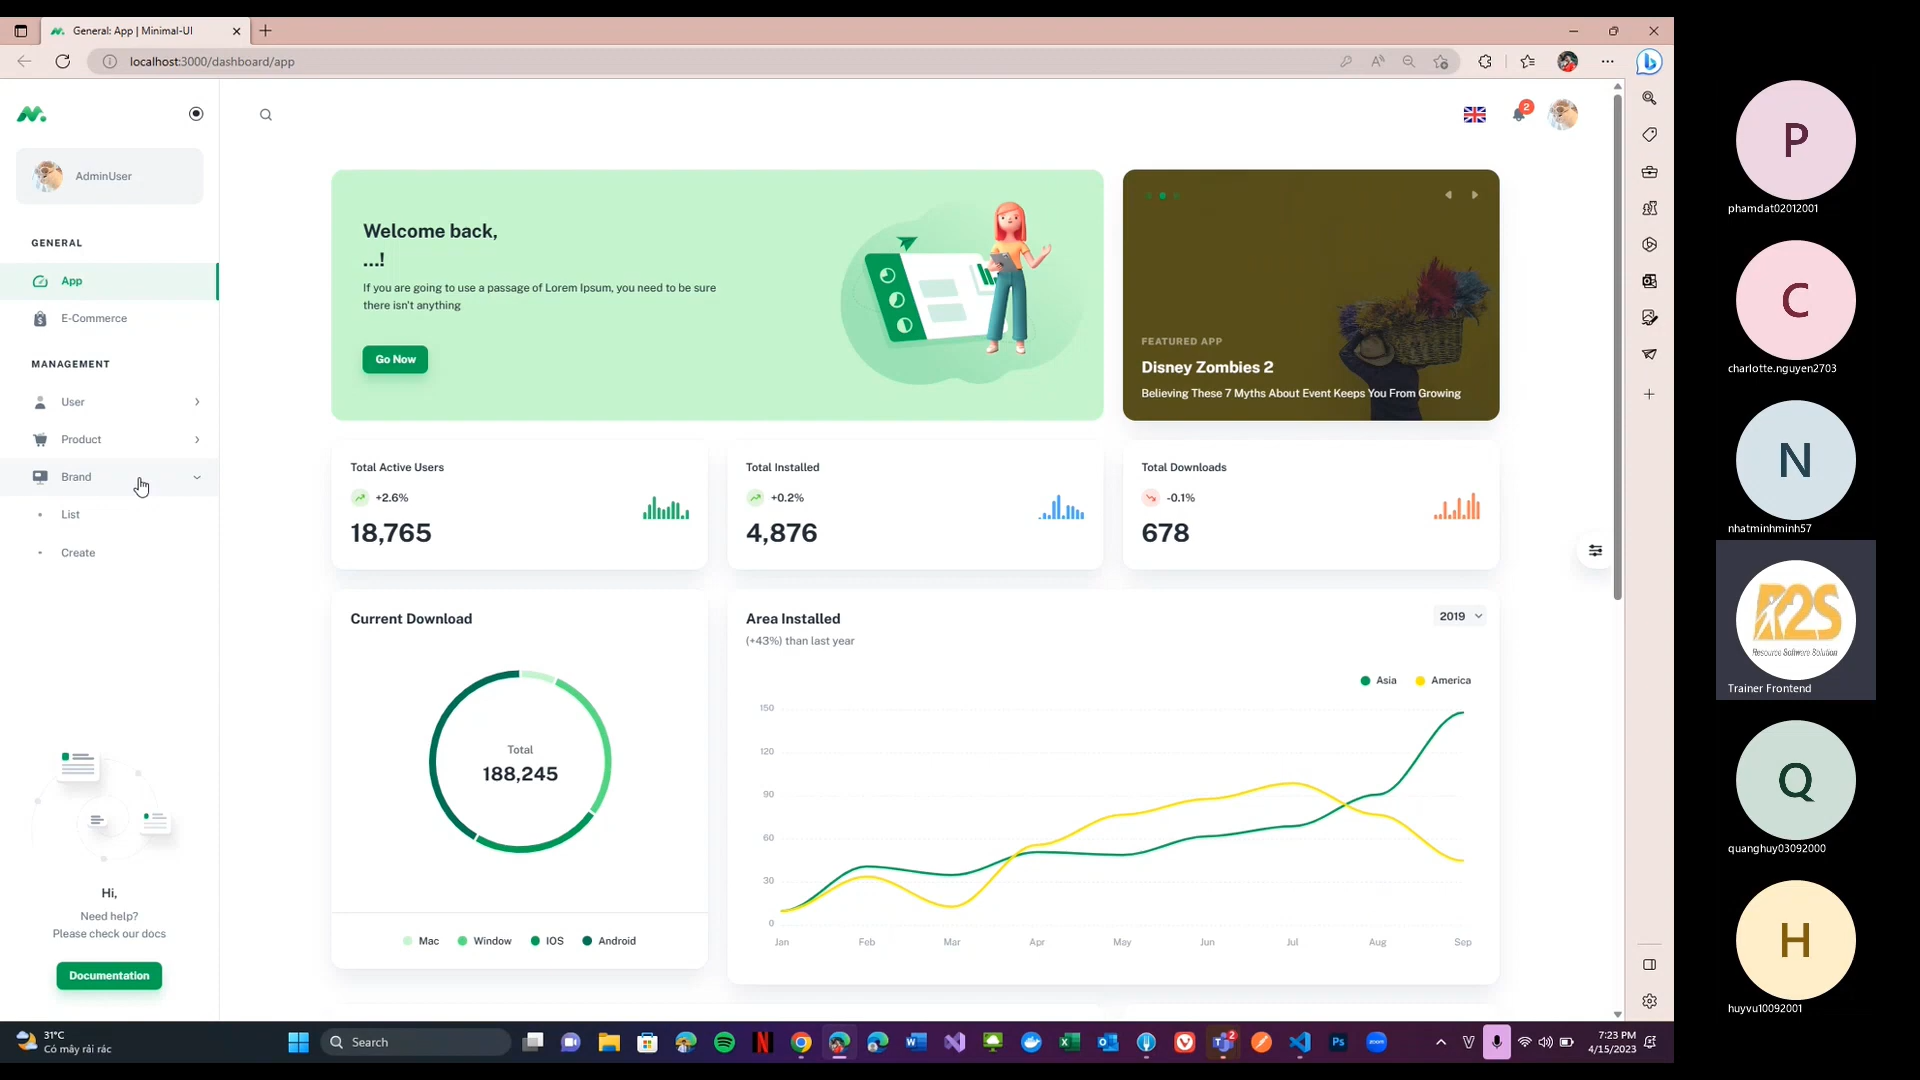 General: App | Minimal-UI
localhost:3000/dashboard/app
AdminUser
GENERAL
App
E-Commerce
MANAGEMENT
User
Product
Brand
List
Create
Hi,
Need help?
Please check our docs
Documentation
2
Welcome back,
...!
If you are going to use a passage of Lorem Ipsum, you need to be sure
there isn't anything
Go Now
FEATURED APP
Disney Zombies 2
Believing These 7 Myths About Event Keeps You From Growing
Total Active Users
+2.6%
18,765
Total Installed
+0.2%
4,876
Total Downloads
-0.1%
678
Current Download
Total
188,245
Mac
Window
IOS
Android
Area Installed
(+43%) than last year
2019
Asia
America
150
120
90
60
30
0
Jan
Feb
Mar
Apr
May
Jun
Jul
Aug
Sep
P
phamdat02012001
C
charlotte.nguyen2703
N
nhatminhminh57
R2S
Resource Software Solution
Trainer Frontend
Q
quanghuy03092000
H
huyvu10092001
31°C
Có mây rải rác
Search
2
7:23 PM
4/15/2023